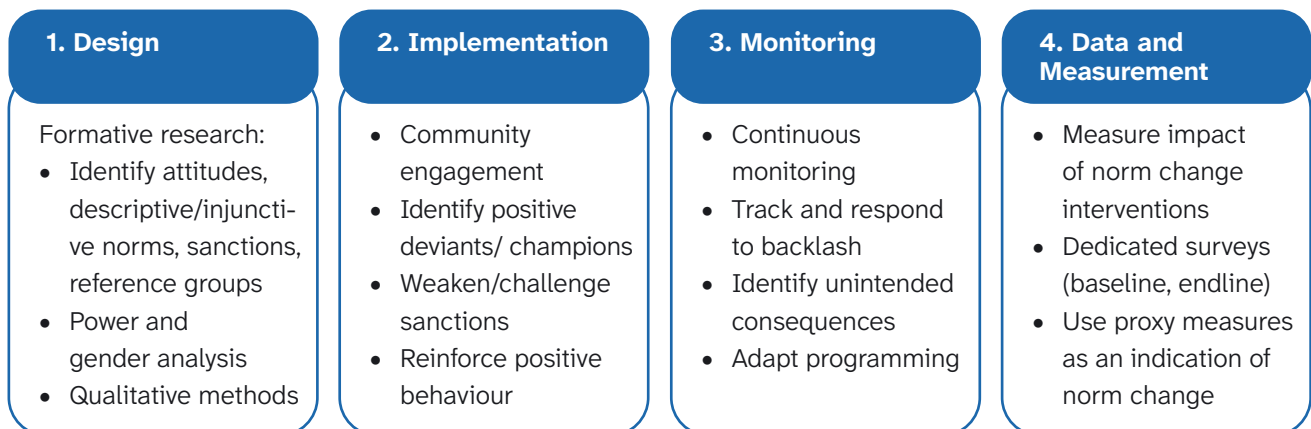 1. Design
Formative research:
• Identify attitudes,
descriptive/injuncti-
ve norms, sanctions,
reference groups
• Power and
gender analysis
• Qualitative methods
2. Implementation
• Community
engagement
• Identify positive
deviants/ champions
• Weaken/challenge
sanctions
• Reinforce positive
behaviour
3. Monitoring
• Continuous
monitoring
• Track and respond
to backlash
• Identify unintended
consequences
• Adapt programming
4. Data and
Measurement
• Measure impact
of norm change
interventions
• Dedicated surveys
(baseline, endline)
• Use proxy measures
as an indication of
norm change